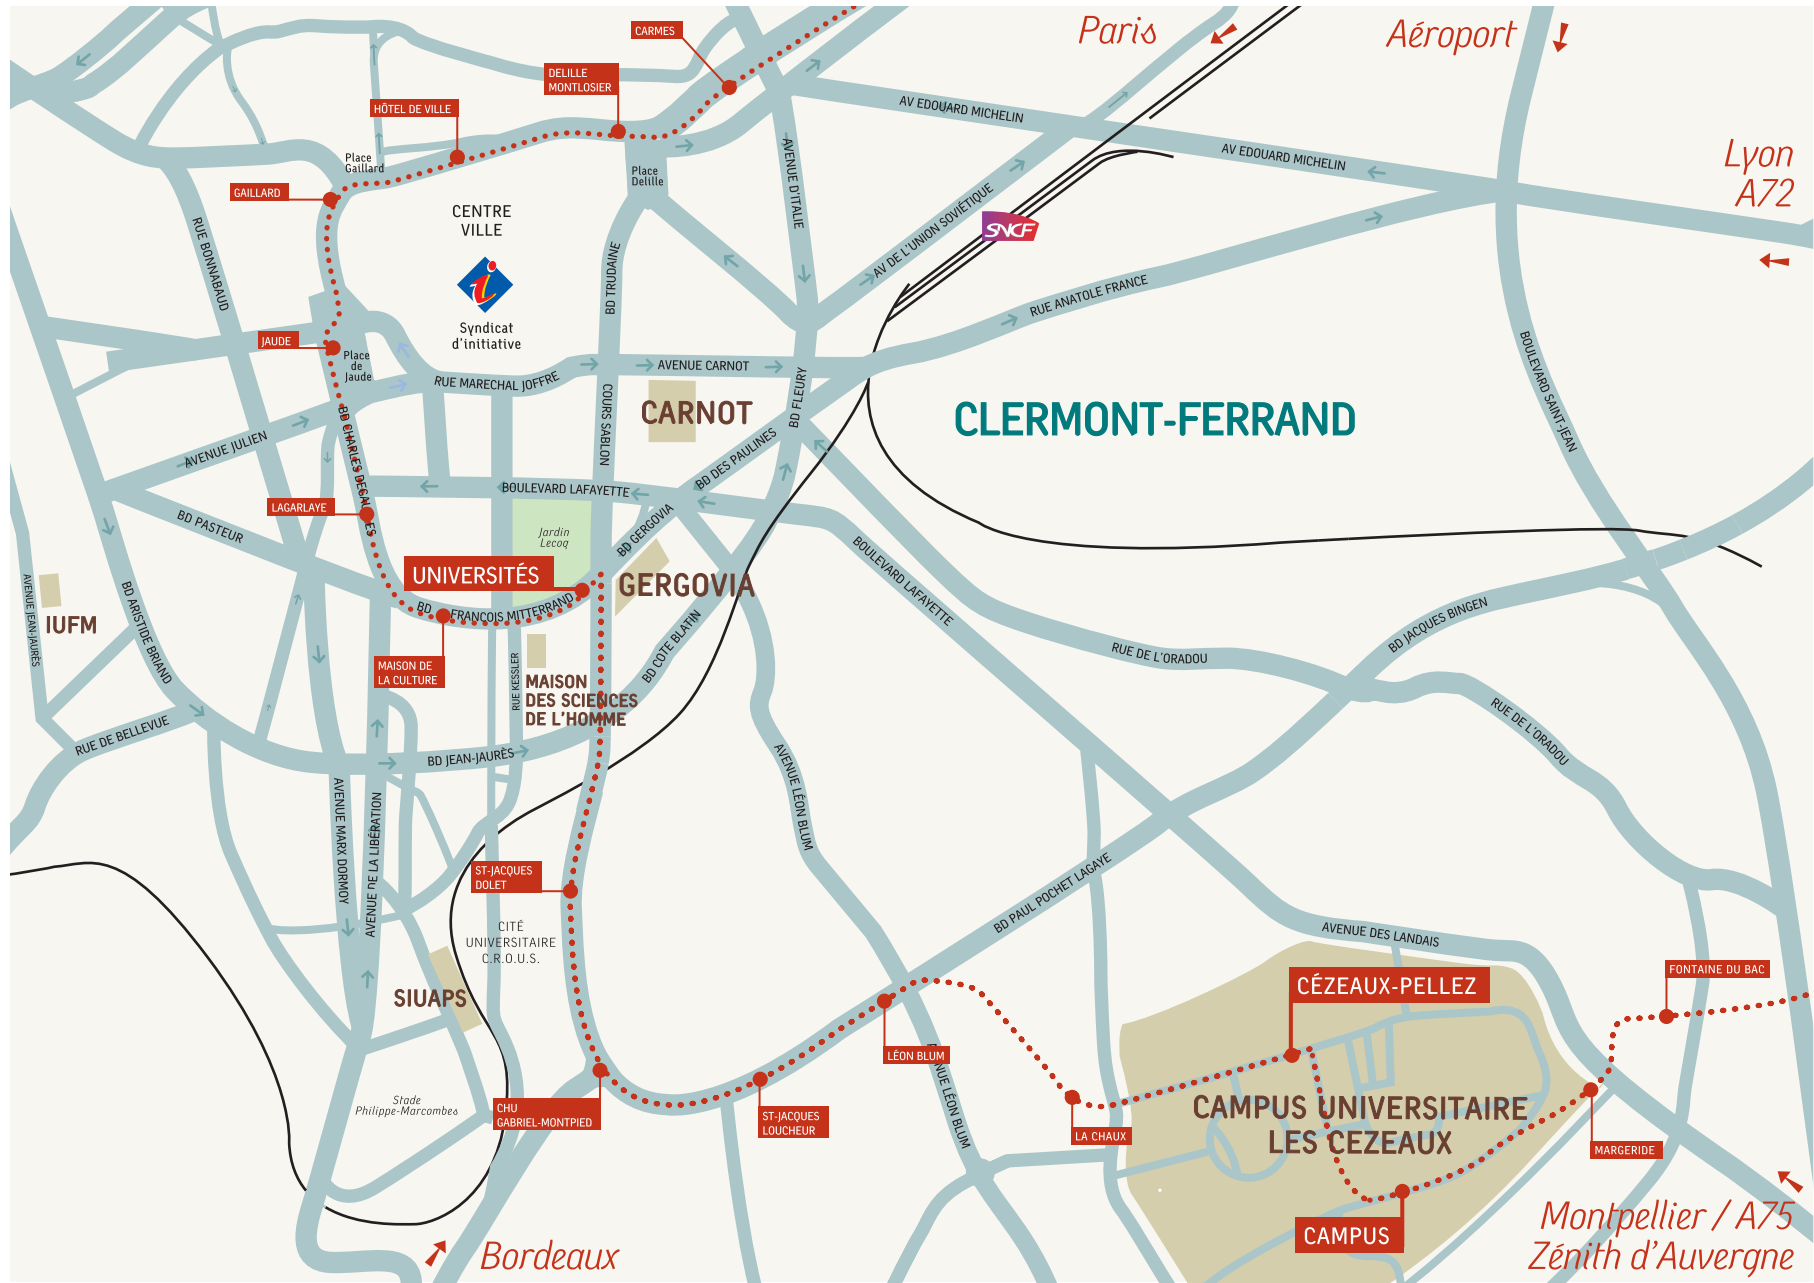 Paris
Aéroport
CARMES
DELILLE
MONTLOSIER
HÔTEL DE VILLE
AV EDOUARD MICHELIN
AV EDOUARD MICHELIN
Lyon
A72
Place
Gaillard
Place
Delille
AVENUE D'ITALIE
GAILLARD
CENTRE
VILLE
RUE BONNABAUD
BD TRUDAINE
AV DE L'UNION SOVIÉTIQUE
SNCF
i
Syndicat
d'initiative
RUE ANATOLE FRANCE
JAUDE
Place
de
Jaude
RUE MARECHAL JOFFRE
AVENUE CARNOT
BD FLEURY
BOULEVARD SAINT-JEAN
CARNOT
CLERMONT-FERRAND
COURS SABLON
AVENUE JULIEN
BD DES PAULINES
BOULEVARD LAFAYETTE
LAGARLAYE
BD PASTEUR
Jardin
Lecoq
BD GERGOVIA
BOULEVARD LAFAYETTE
UNIVERSITÉS
GERGOVIA
BD FRANCOIS MITTERRAND
AVENUE JEAN-JAURÈS
IUFM
BD ARISTIDE BRIAND
MAISON DE
LA CULTURE
RUE KESSLER
BD COTE BLATIN
MAISON
DES SCIENCES
DE L'HOMME
RUE DE L'ORADOU
BD JACQUES BINGEN
RUE DE L'ORADOU
RUE DE BELLEVUE
BD JEAN-JAURÈS
AVENUE LÉON BLUM
AVENUE MARX DORMOY
AVENUE DE LA LIBÉRATION
ST-JACQUES
DOLET
CITÉ
UNIVERSITAIRE
C.R.O.U.S.
BD PAUL POCHET LAGAYE
AVENUE DES LANDAIS
SIUAPS
CÉZEAUX-PELLEZ
FONTAINE DU BAC
LÉON BLUM
AVENUE LÉON BLUM
Stade
Philippe-Marcombes
CHU
GABRIEL-MONTPIED
ST-JACQUES
LOUCHEUR
LA CHAUX
CAMPUS UNIVERSITAIRE
LES CEZEAUX
MARGERIDE
CAMPUS
Bordeaux
Montpellier / A75
Zénith d'Auvergne